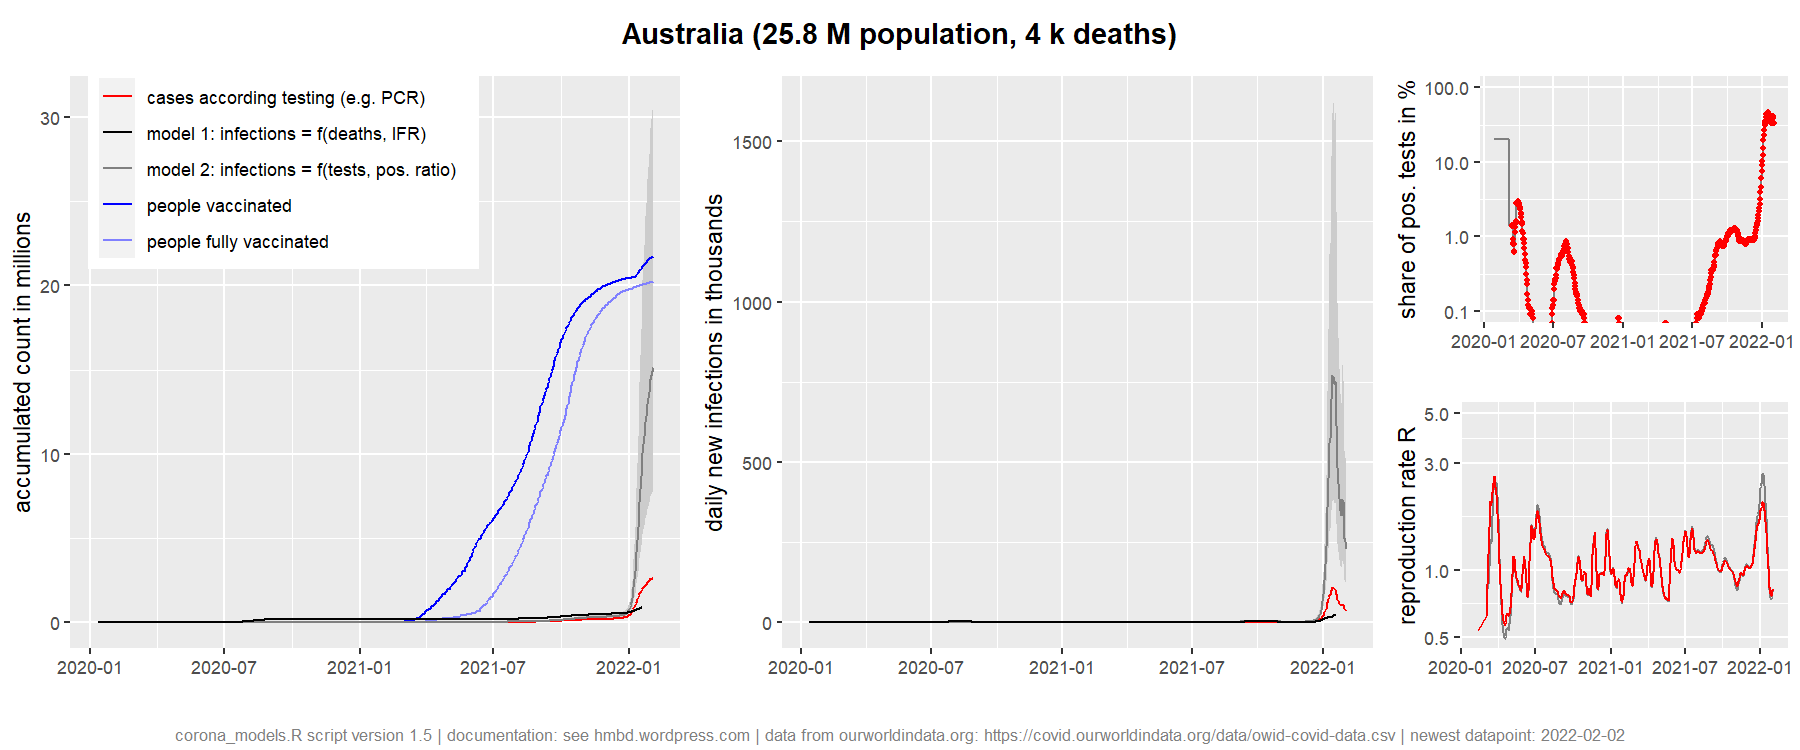 Australia (25.8 M population, 4 k deaths)
cases according testing (e.g. PCR)
model 1: infections = f(deaths, IFR)
model 2: infections = f(tests, pos. ratio)
people vaccinated
people fully vaccinated
accumulated count in millions
30
20
10
0
2020-01 2020-07 2021-01 2021-07 2022-01
daily new infections in thousands
1500
1000
500
0
2020-01 2020-07 2021-01 2021-07 2022-01
share of pos. tests in %
100.0
10.0
1.0
0.1
2020-01 2020-07 2021-01 2021-07 2022-01
reproduction rate R
5.0
3.0
1.0
0.5
2020-01 2020-07 2021-01 2021-07 2022-01
corona_models.R script version 1.5 | documentation: see hmbd.wordpress.com | data from ourworldindata.org: https://covid.ourworldindata.org/data/owid-covid-data.csv | newest datapoint: 2022-02-02